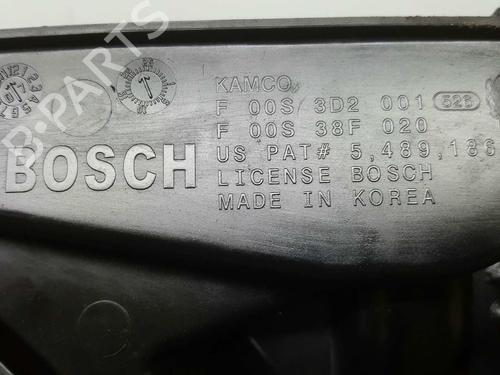 KAMCO
F 00S 3D2 001 526
F 00S 38F 020
BOSCH
US PAT# 5,489,186
LICENSE BOSCH
MADE IN KOREA
B-PARTS